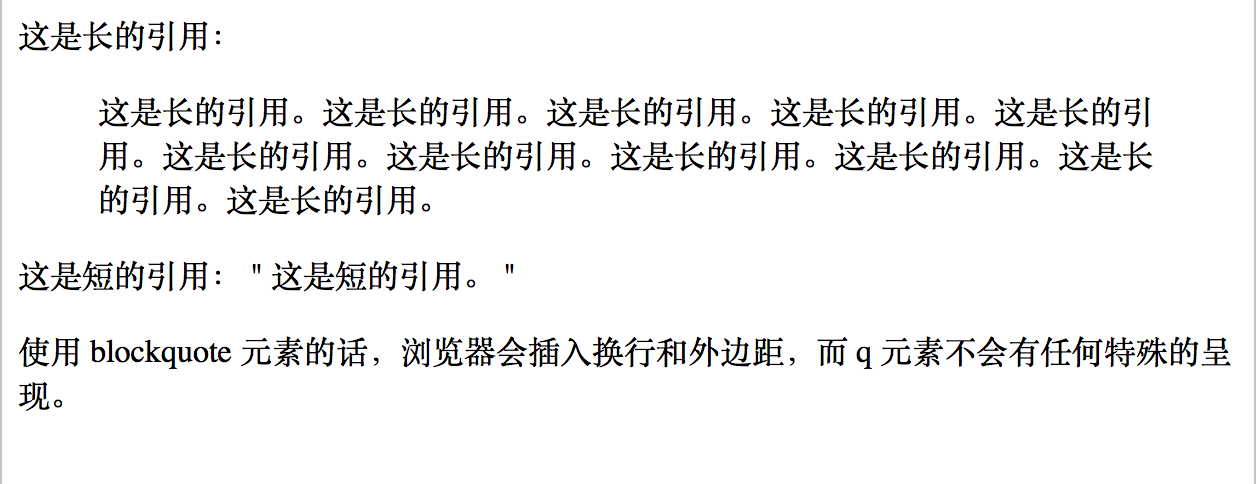 这是长的引用：
这是长的引用。这是长的引用。这是长的引用。这是长的引用。这是长的引
用。这是长的引用。这是长的引用。这是长的引用。这是长的引用。这是长
的引用。这是长的引用。
这是短的引用： " 这是短的引用。 "
使用 blockquote 元素的话，浏览器会插入换行和外边距，而 q 元素不会有任何特殊的呈
现。